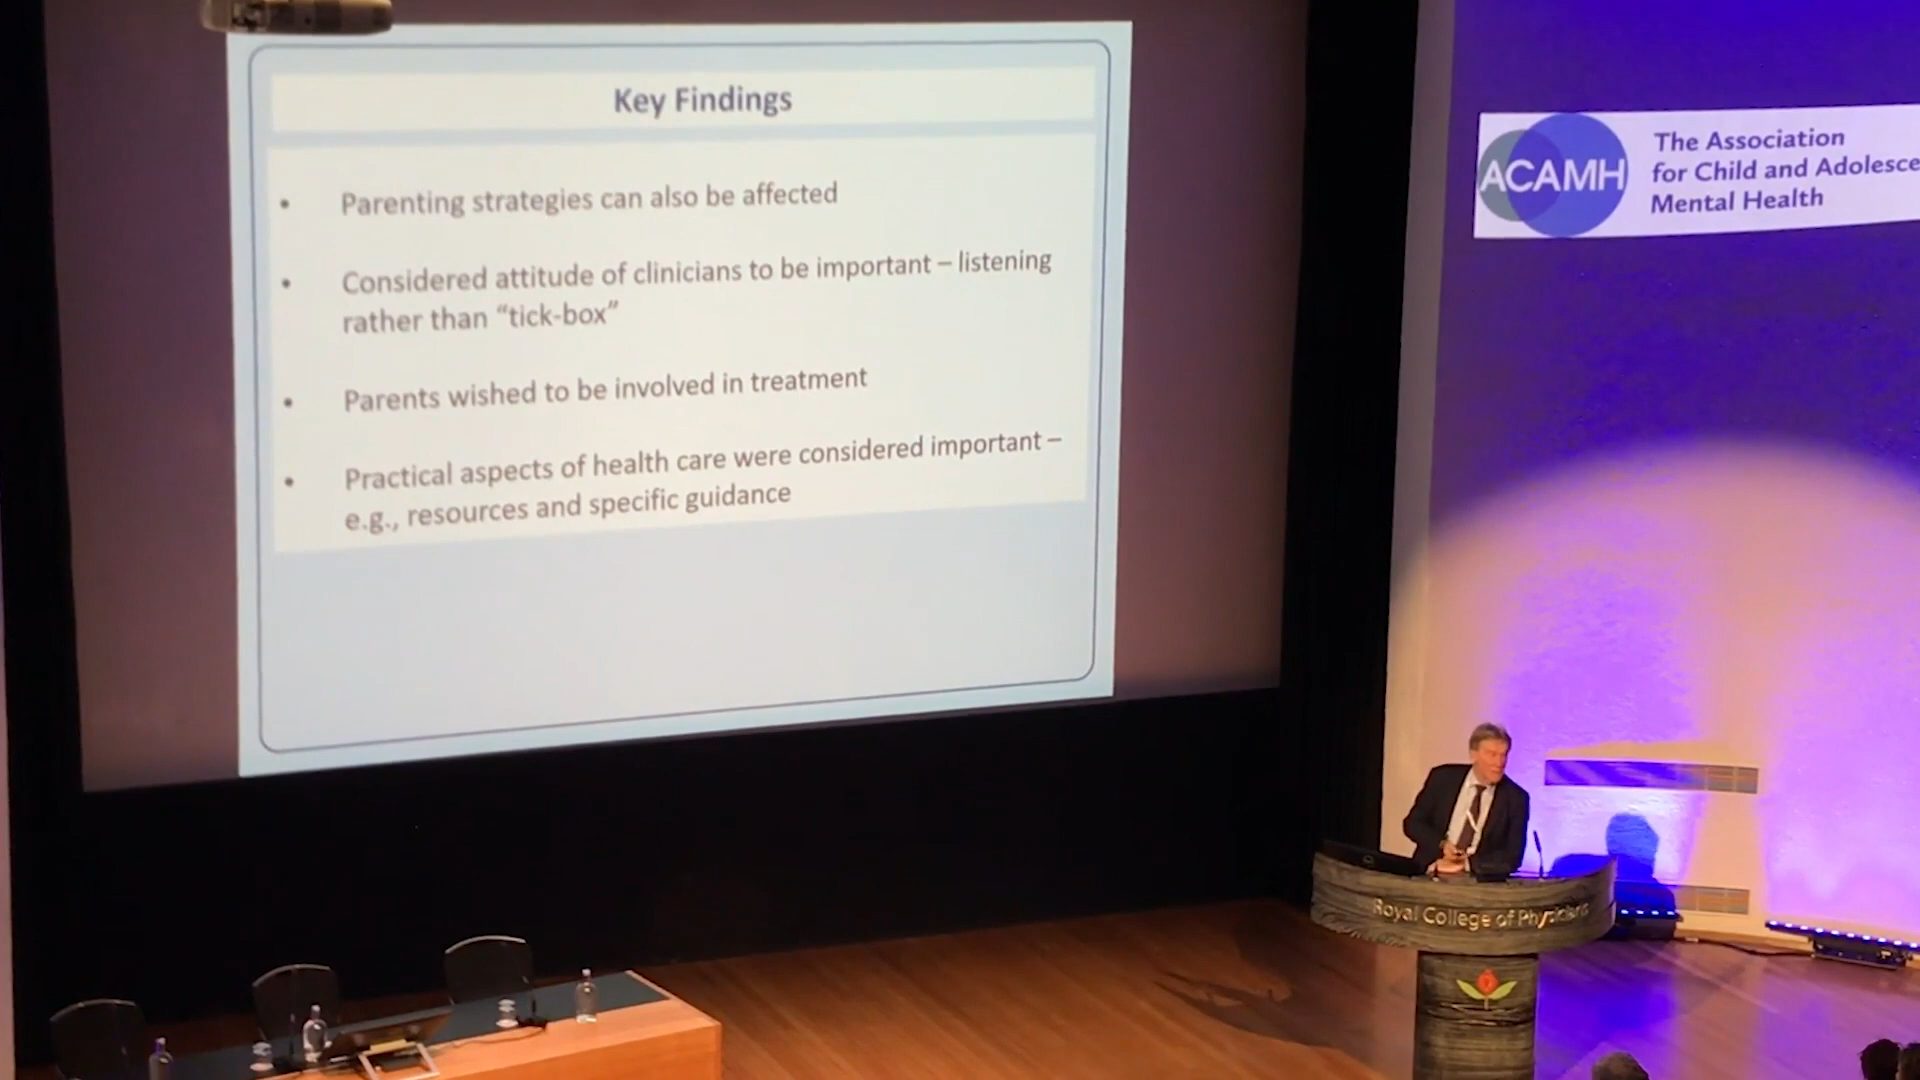 Key Findings
• Parenting strategies can also be affected
• Considered attitude of clinicians to be important – listening
rather than “tick-box”
• Parents wished to be involved in treatment
• Practical aspects of health care were considered important –
e.g., resources and specific guidance
ACAMH
The Association
for Child and Adolesce
Mental Health
Royal College of Physicians